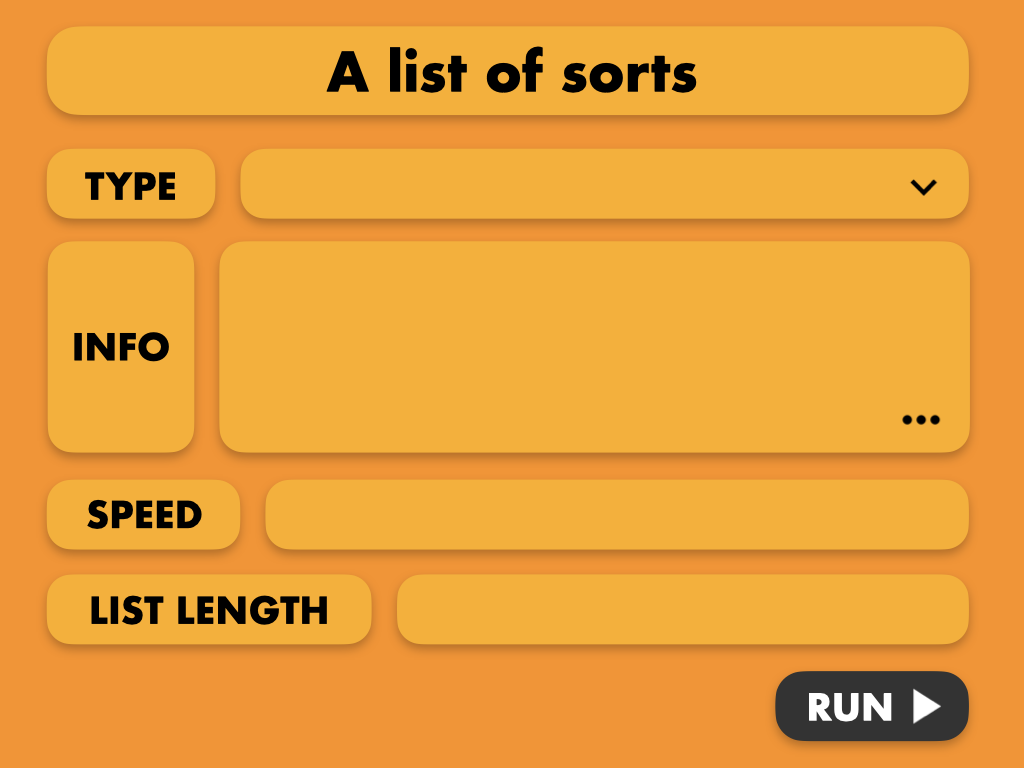 A list of sorts
TYPE
INFO
SPEED
LIST LENGTH
RUN